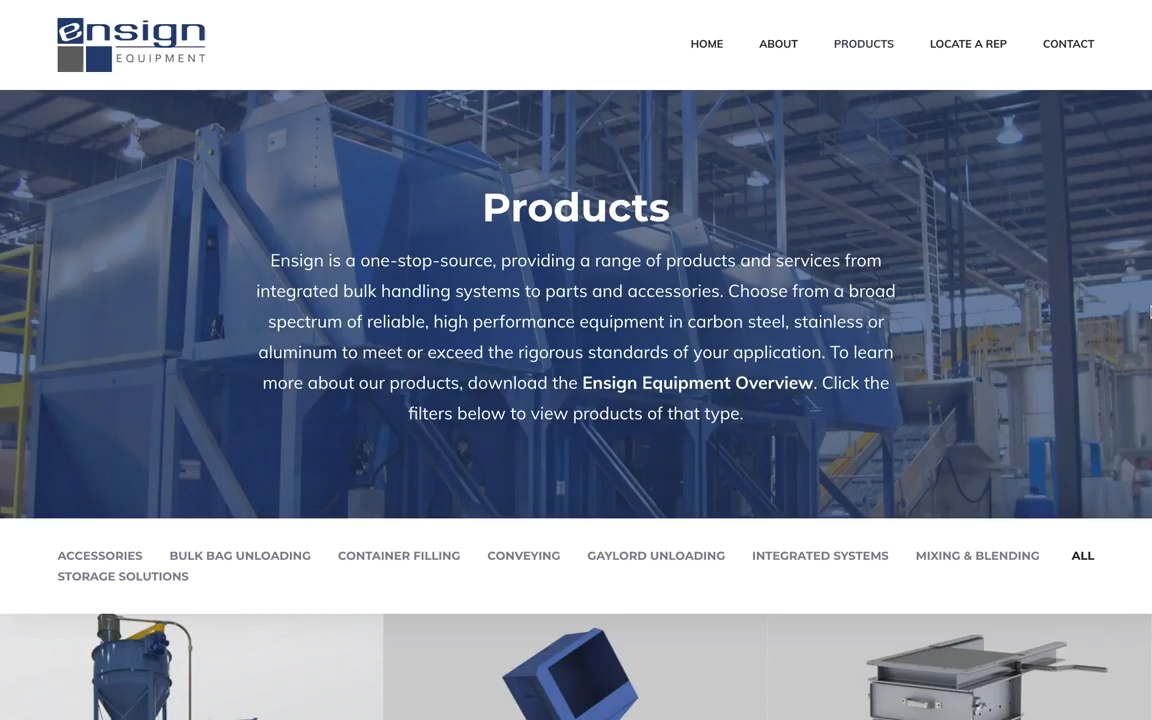 ensign
EQUIPMENT
HOME ABOUT PRODUCTS LOCATE A REP CONTACT
Products
Ensign is a one-stop-source, providing a range of products and services from
integrated bulk handling systems to parts and accessories. Choose from a broad
spectrum of reliable, high performance equipment in carbon steel, stainless or
aluminum to meet or exceed the rigorous standards of your application. To learn
more about our products, download the Ensign Equipment Overview. Click the
filters below to view products of that type.
ACCESSORIES BULK BAG UNLOADING CONTAINER FILLING CONVEYING GAYLORD UNLOADING INTEGRATED SYSTEMS MIXING & BLENDING ALL
STORAGE SOLUTIONS